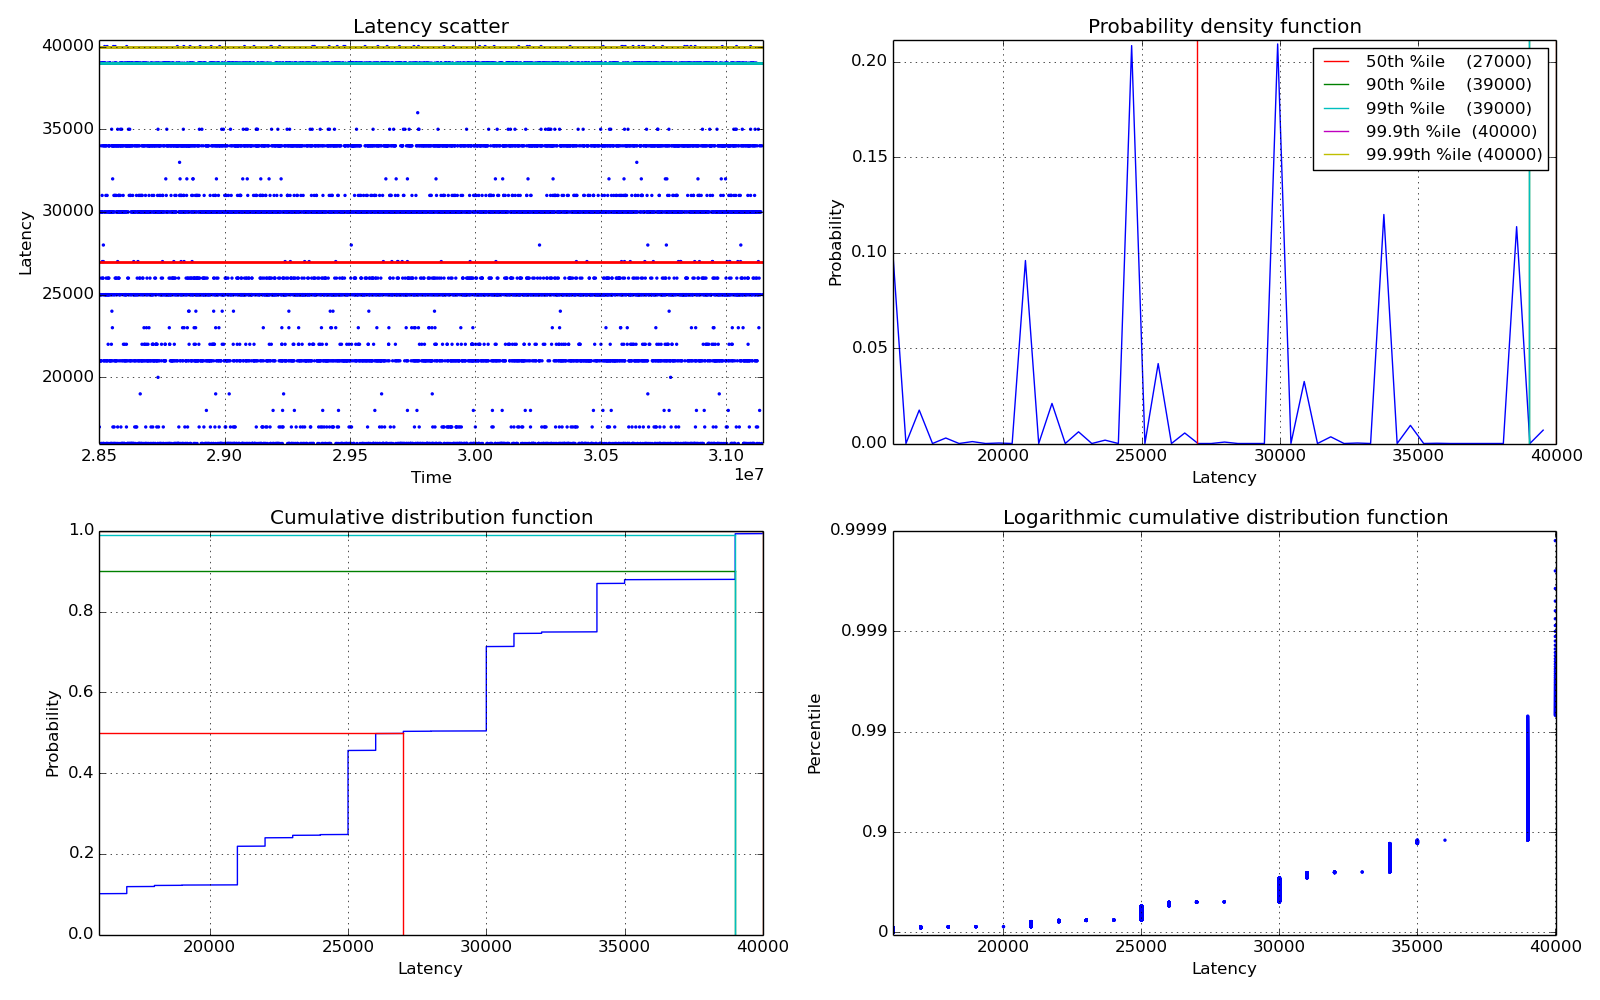 Latency scatter
40000
35000
30000
25000
20000
Latency
2.85 2.90 2.95 3.00 3.05 3.10
1e7
Time
Probability density function
0.20
0.15
0.10
0.05
0.00
Probability
50th %ile (27000)
90th %ile (39000)
99th %ile (39000)
99.9th %ile (40000)
99.99th %ile (40000)
20000 25000 30000 35000 40000
Latency
Cumulative distribution function
1.0
0.8
0.6
0.4
0.2
0.0
Probability
20000 25000 30000 35000 40000
Latency
Logarithmic cumulative distribution function
0.9999
0.999
0.99
0.9
0
Percentile
20000 25000 30000 35000 40000
Latency